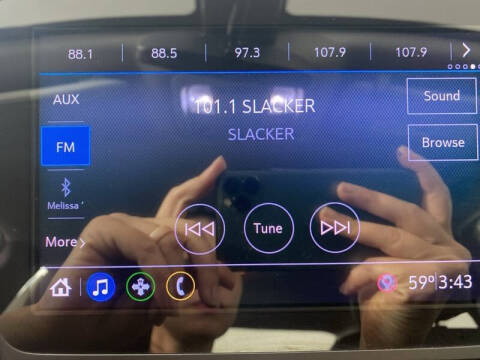 88.1 88.5 97.3 107.9 107.9
AUX
Sound
101.1 SLACKER
SLACKER
FM
Browse
Melissa '
Tune
More
59° 3:43